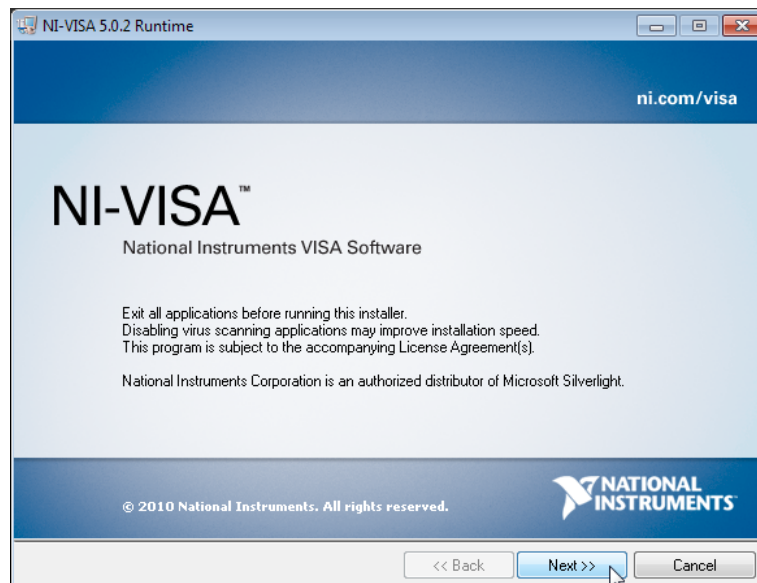 NI-VISA 5.0.2 Runtime
ni.com/visa
NI-VISA™
National Instruments VISA Software
Exit all applications before running this installer.
Disabling virus scanning applications may improve installation speed.
This program is subject to the accompanying License Agreement(s).
National Instruments Corporation is an authorized distributor of Microsoft Silverlight.
© 2010 National Instruments. All rights reserved.
NATIONAL
INSTRUMENTS
<< Back
Next >>
Cancel